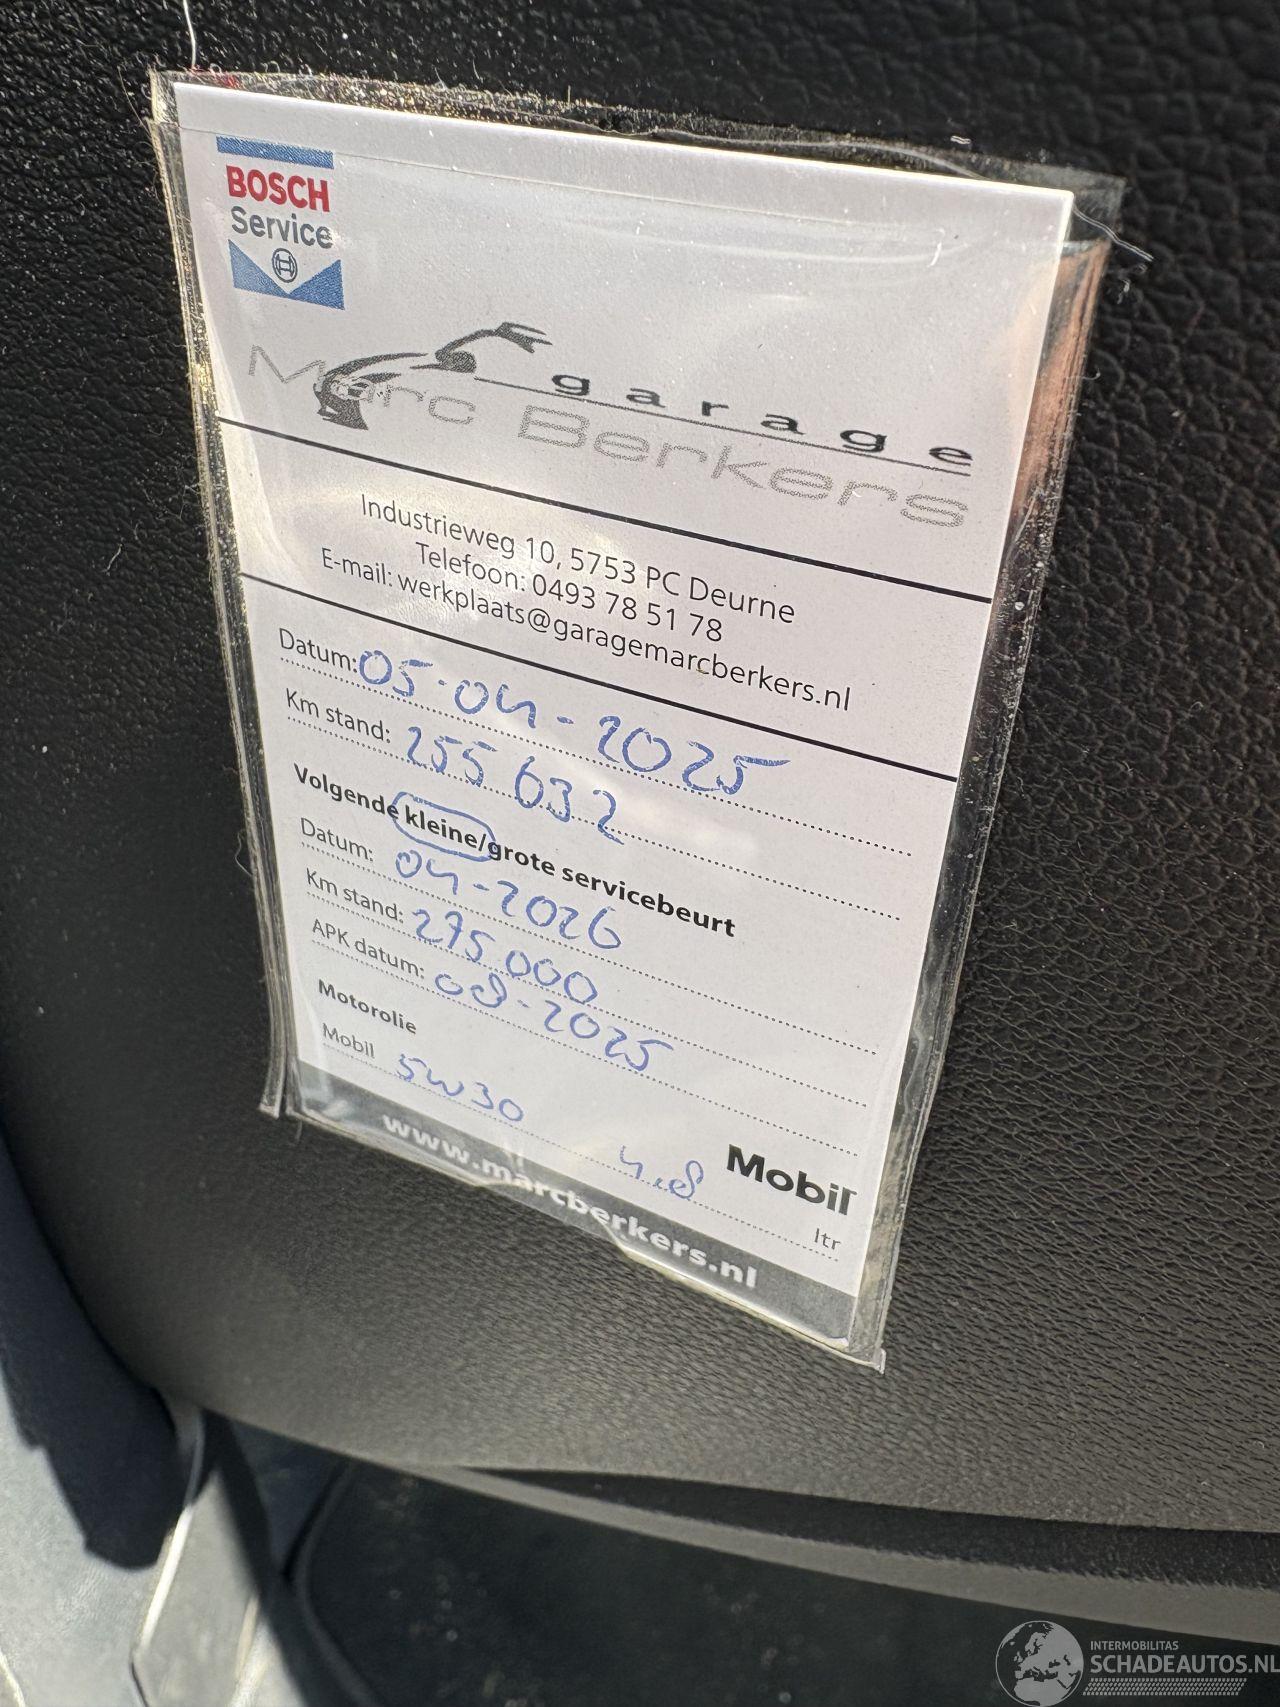 BOSCH
Service
garage
Marc Berkers
Industrieweg 10, 5753 PC Deurne
Telefoon: 0493 78 51 78
E-mail: werkplaats@garagemarcberkers.nl
Datum: 05-04-2025
Km stand: 255 632
Volgende kleine/grote servicebeurt
Datum: 04-2026
Km stand: 275 000
APK datum: 08-2025
Motorolie
Mobil 5W30 4.8 ltr
Mobil
www.marcberkers.nl
INTERMOBILITAS
SCHADEAUTOS.NL